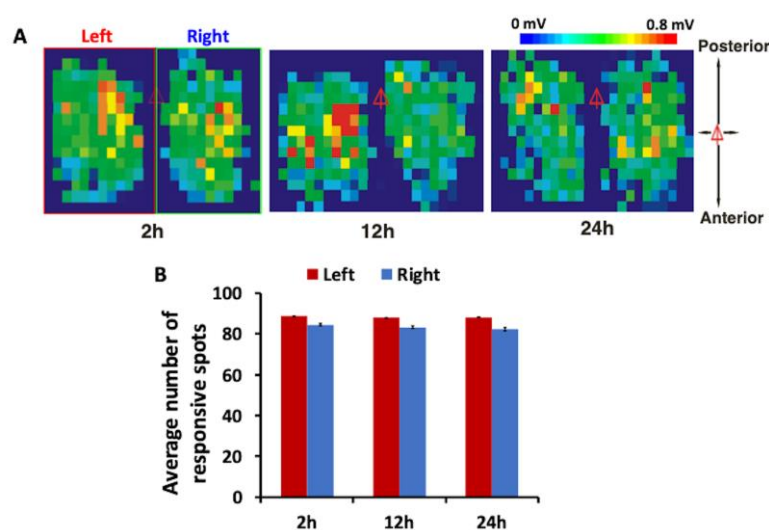 A
Left
Right
0 mV
0.8 mV
Posterior
Anterior
2h
12h
24h
B
Left
Right
Average number of
responsive spots
100
80
60
40
20
0
2h
12h
24h